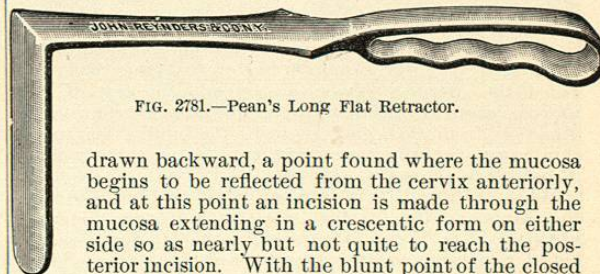 JOHN REYNDERS & CO. N.Y.
FIG. 2781.—Pean's Long Flat Retractor.
drawn backward, a point found where the mucosa
begins to be reflected from the cervix anteriorly,
and at this point an incision is made through the
mucosa extending in a crescentic form on either
side so as nearly but not quite to reach the pos-
terior incision. With the blunt point of the closed